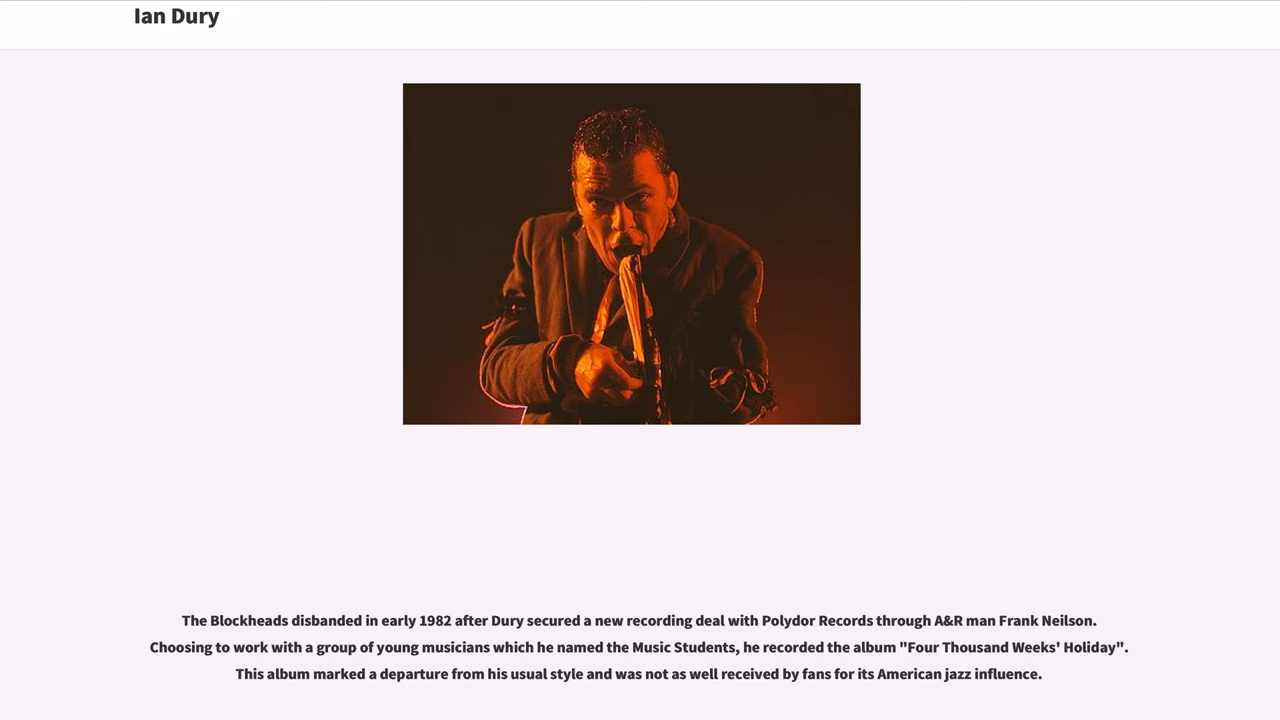 Ian Dury
The Blockheads disbanded in early 1982 after Dury secured a new recording deal with Polydor Records through A&R man Frank Neilson.
Choosing to work with a group of young musicians which he named the Music Students, he recorded the album "Four Thousand Weeks' Holiday".
This album marked a departure from his usual style and was not as well received by fans for its American jazz influence.